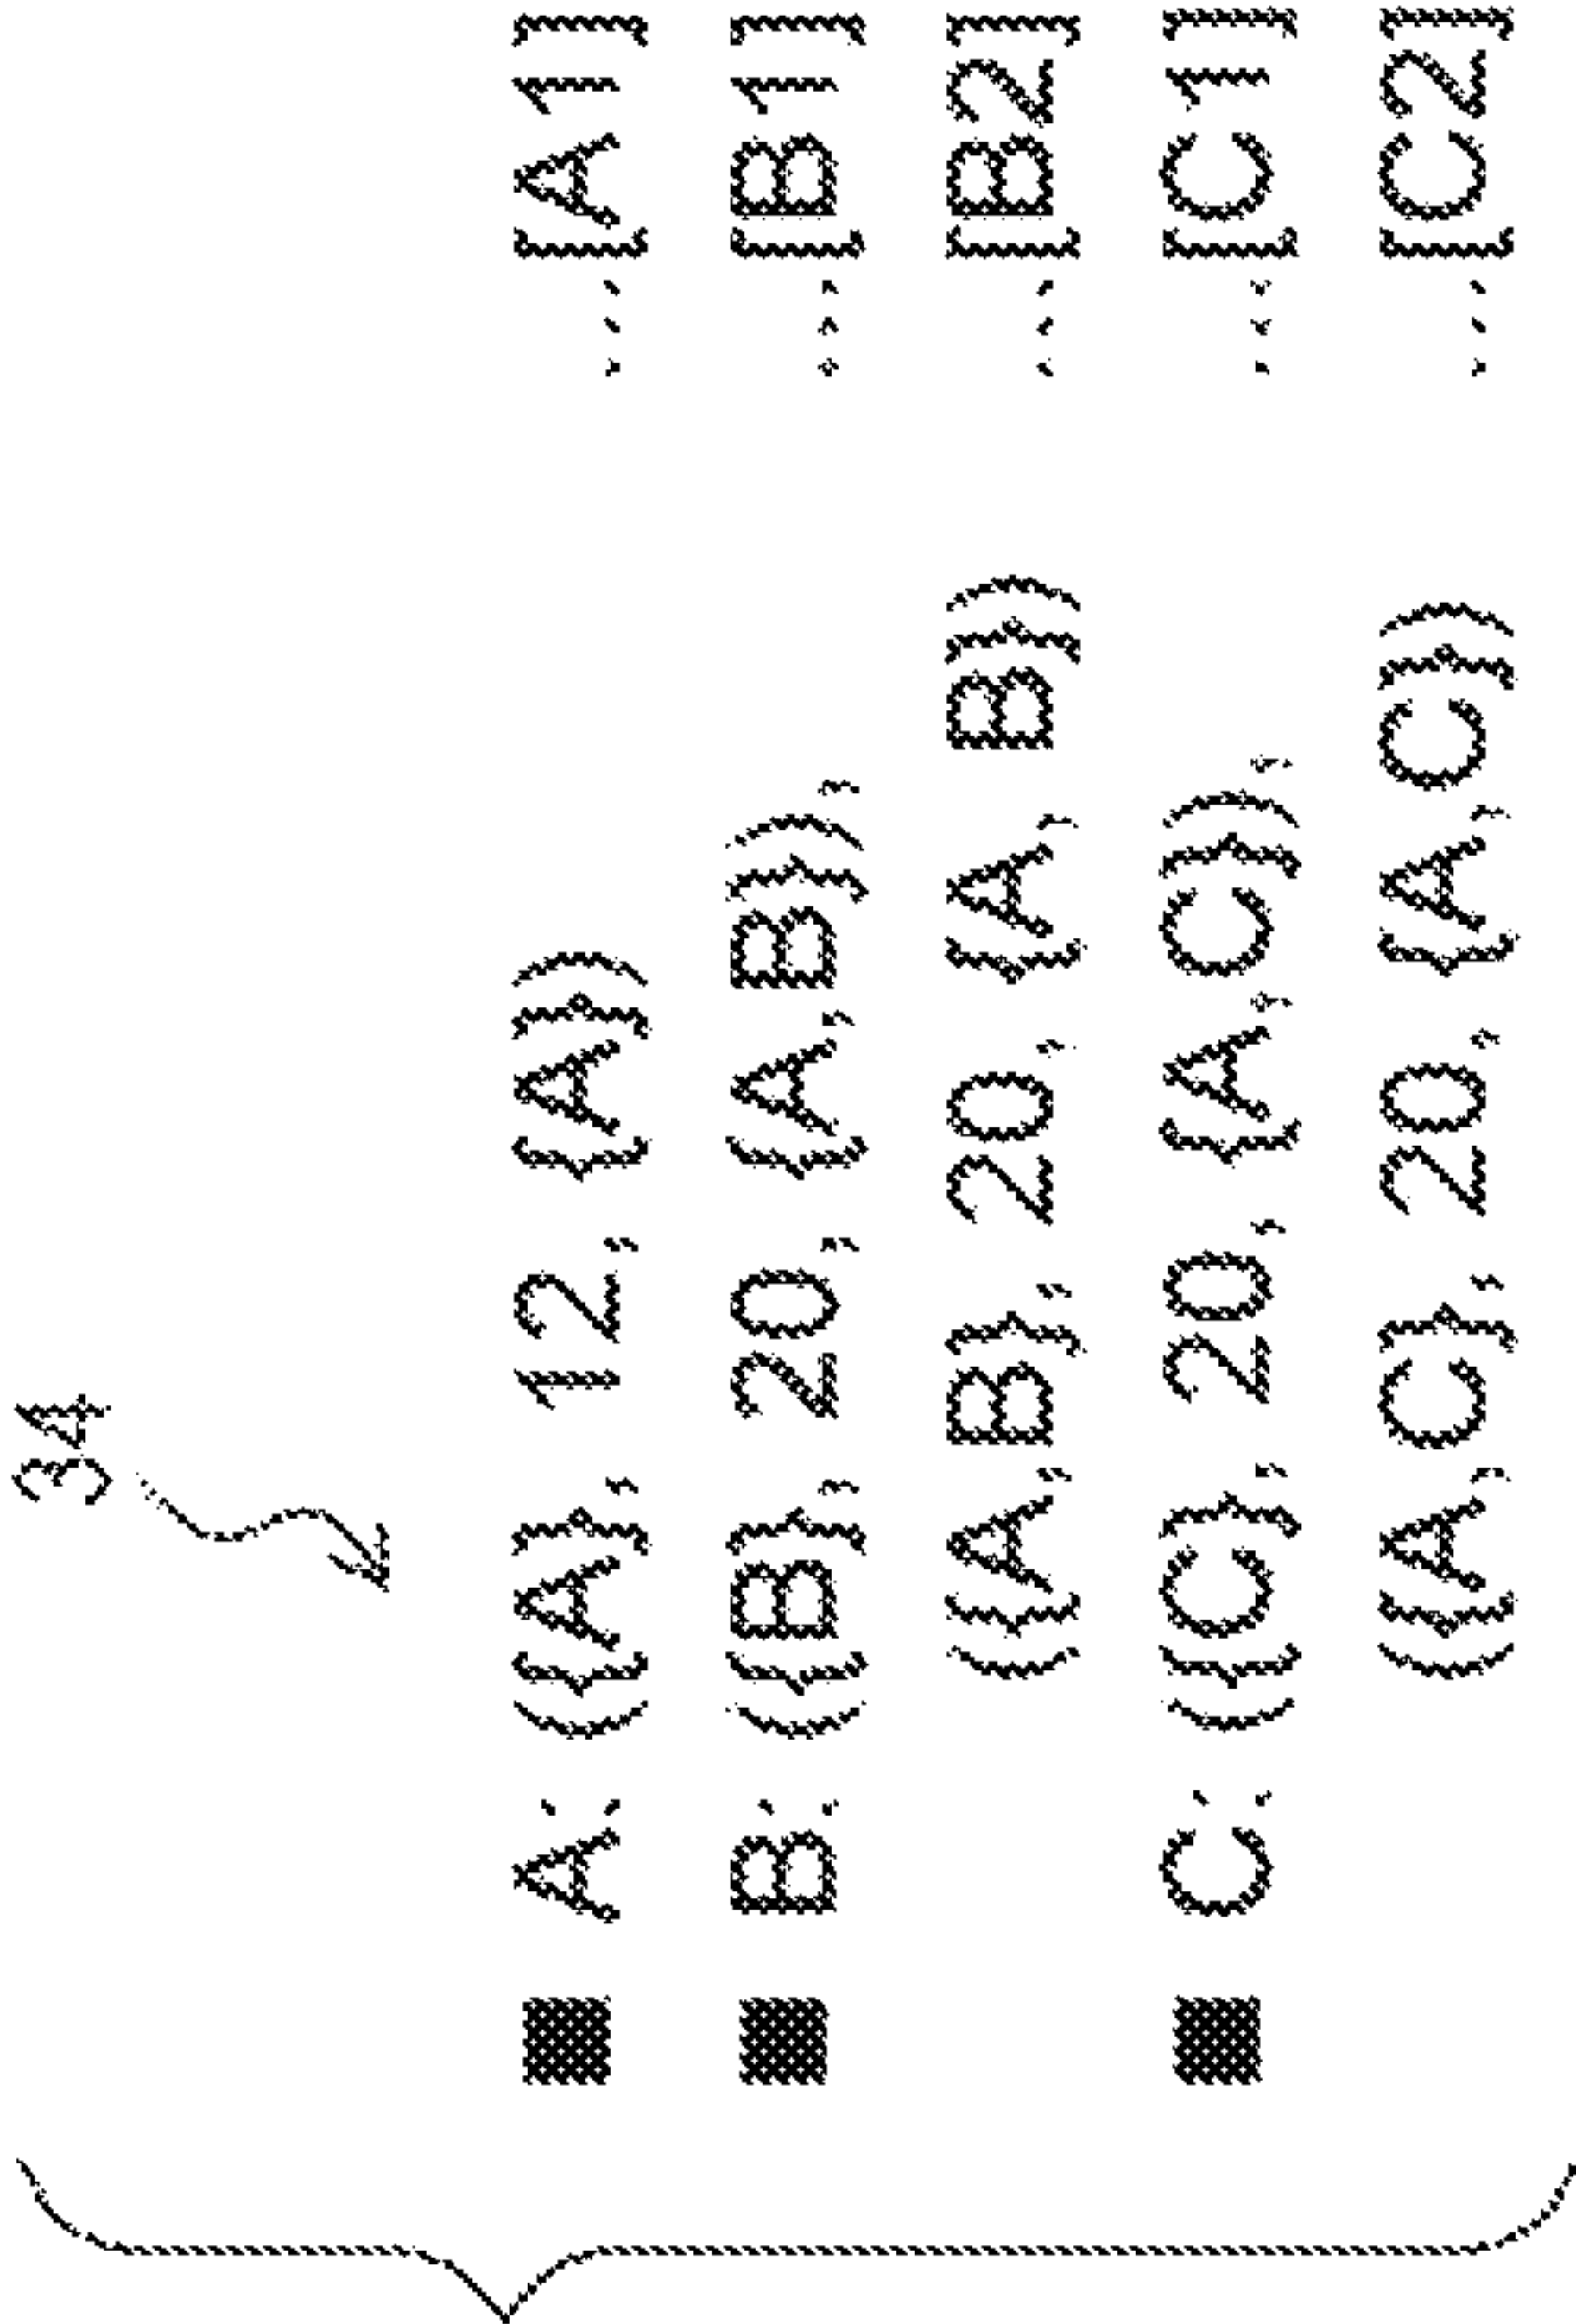 34
■ A: ({A}, 12, {A}) ...[A1]
■ B: ({B}, 20, {A, B}), ...[B1]
({A, B}, 20, {A, B}) ...[B2]
■ C: ({C}, 20, {A, C}), ...[C1]
({A, C}, 20, {A, C}) ...[C2]